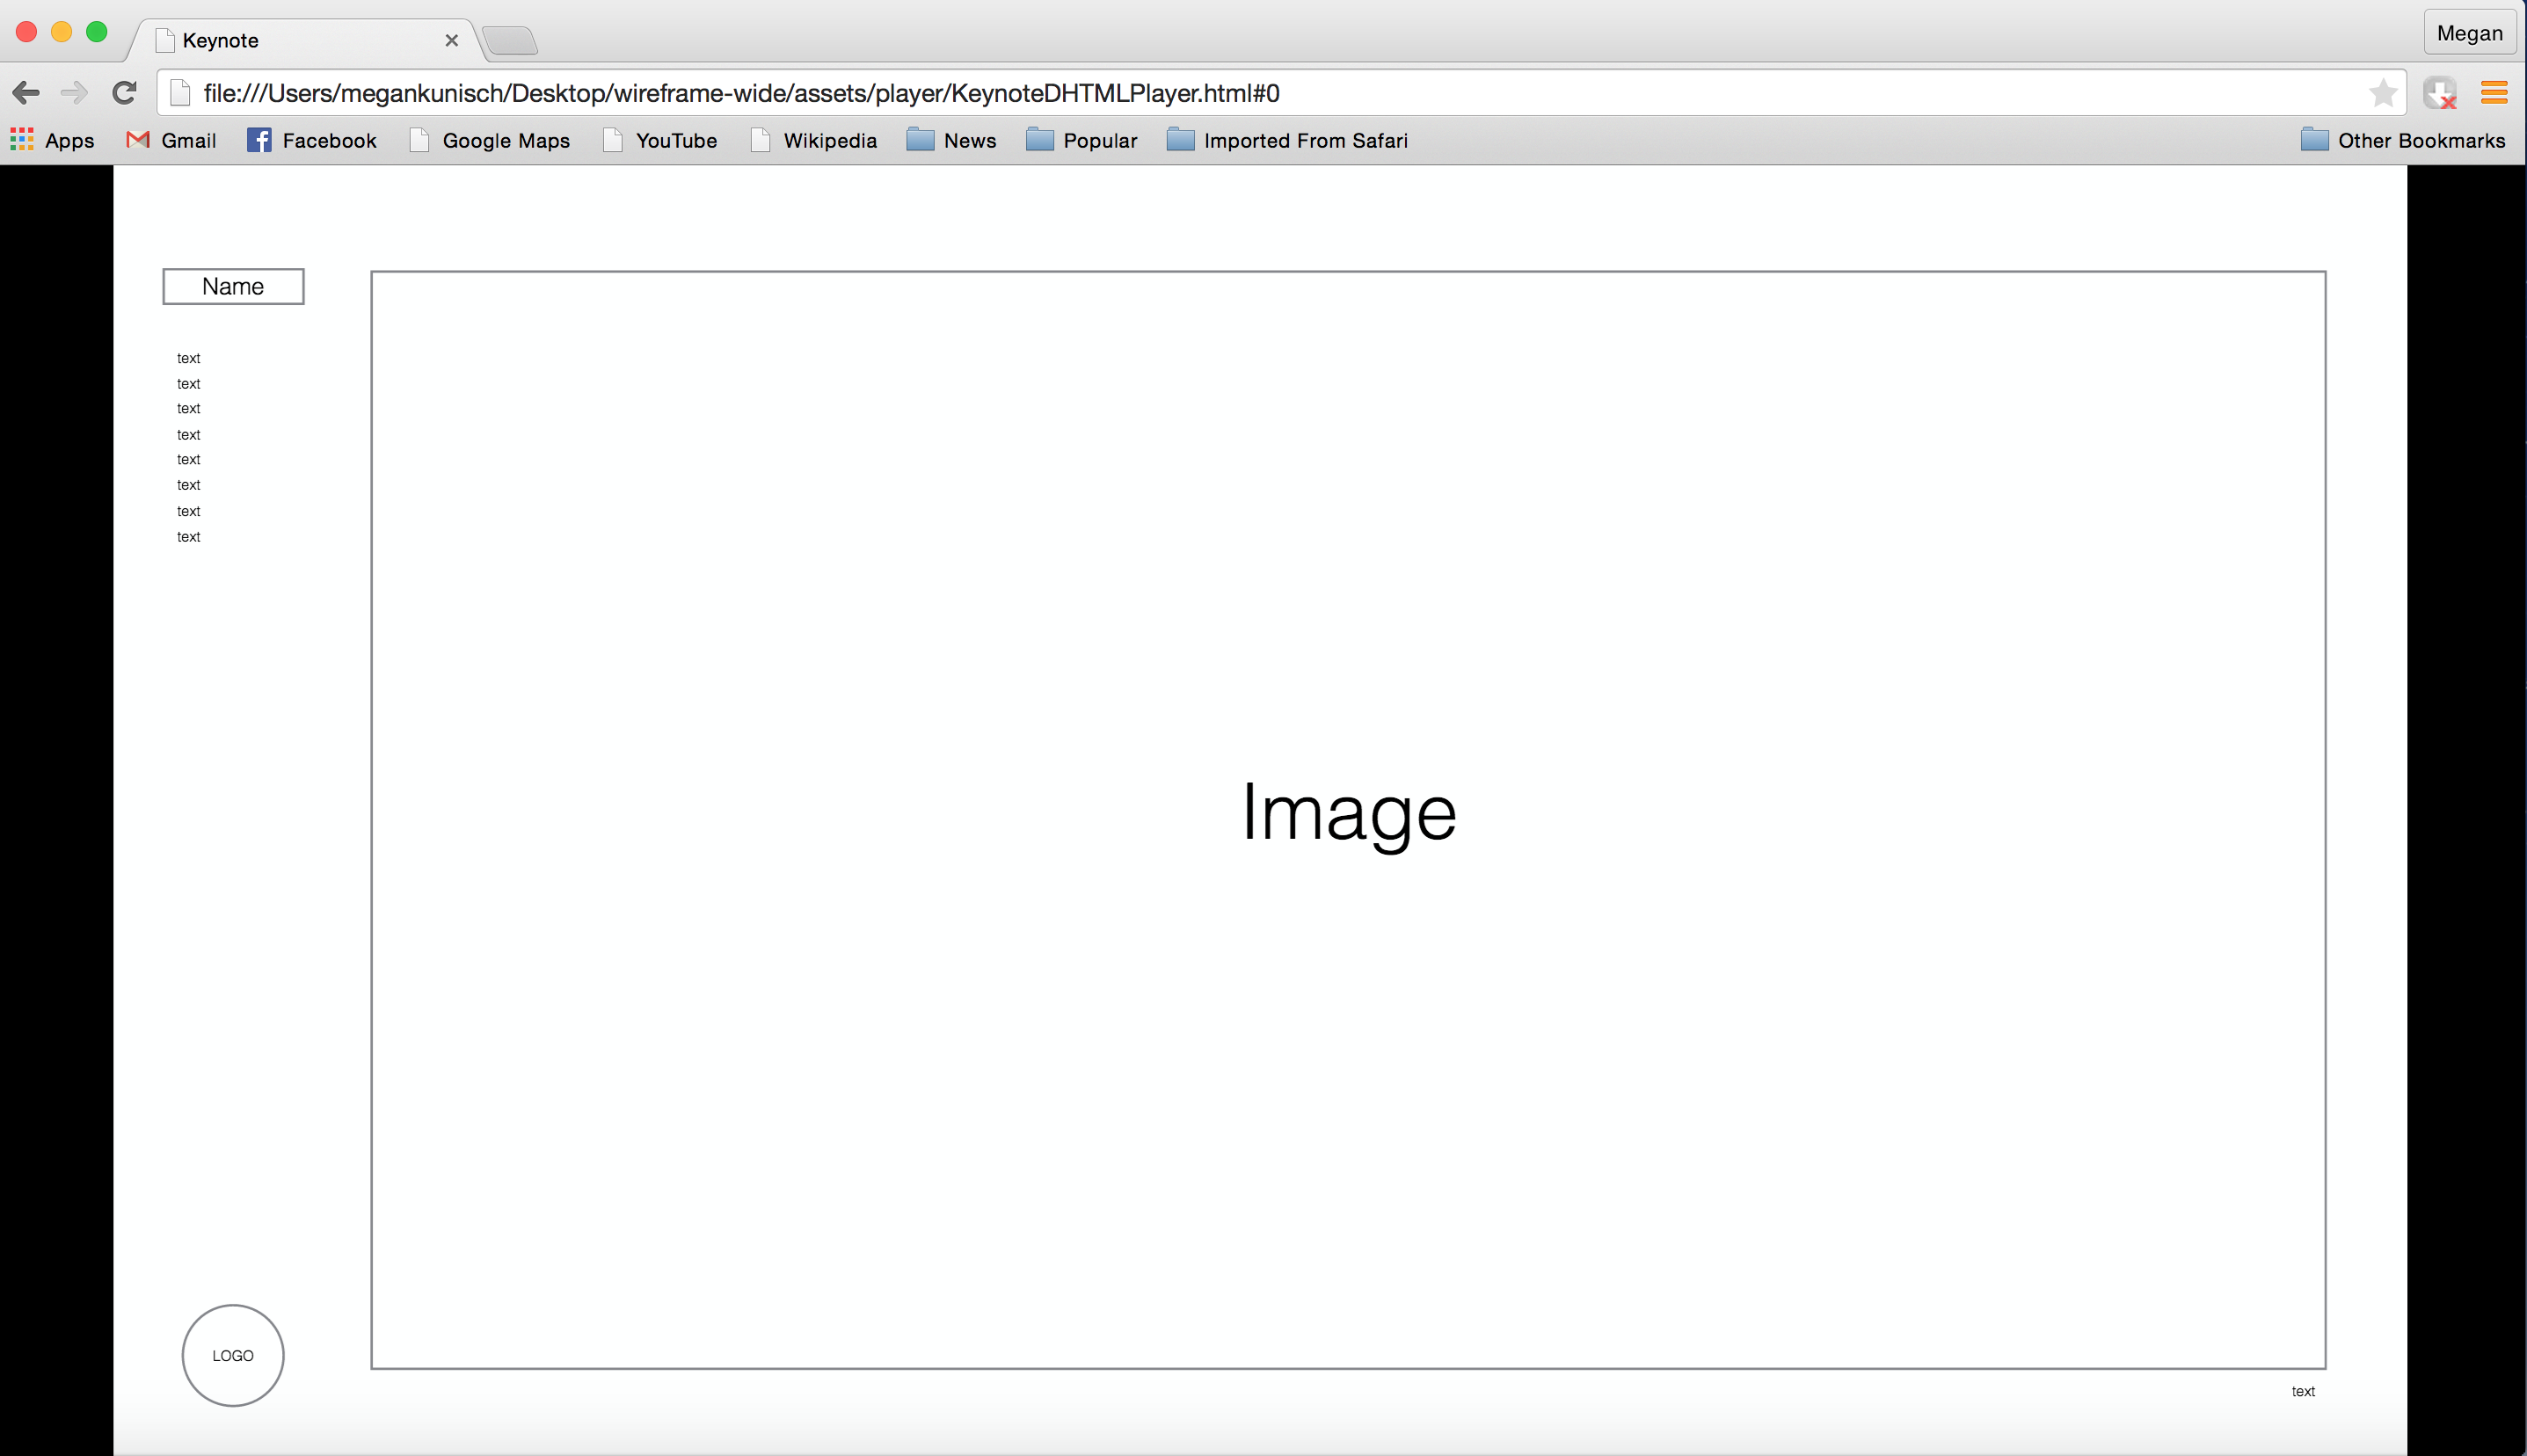 Keynote
Megan
file:///Users/megankunisch/Desktop/wireframe-wide/assets/player/KeynoteDHTMLPlayer.html#0
Apps Gmail Facebook Google Maps YouTube Wikipedia News Popular Imported From Safari Other Bookmarks
Name
text
text
text
text
text
text
text
text
Image
LOGO
text